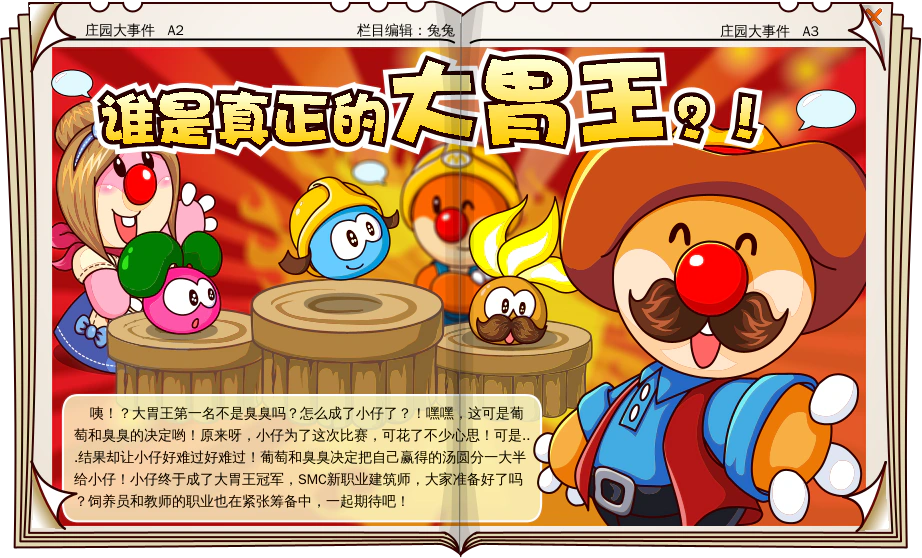 庄园大事件 A2
栏目编辑：兔兔
庄园大事件 A3
谁是真正的大胃王？！
咦！？大胃王第一名不是臭臭吗？怎么成了小仔了？！嘿嘿，这可是葡
萄和臭臭的决定哟！原来呀，小仔为了这次比赛，可花了不少心思！可是..
.结果却让小仔好难过好难过！葡萄和臭臭决定把自己赢得的汤圆分一大半
给小仔！小仔终于成了大胃王冠军，SMC新职业建筑师，大家准备好了吗
？饲养员和教师的职业也在紧张筹备中，一起期待吧！